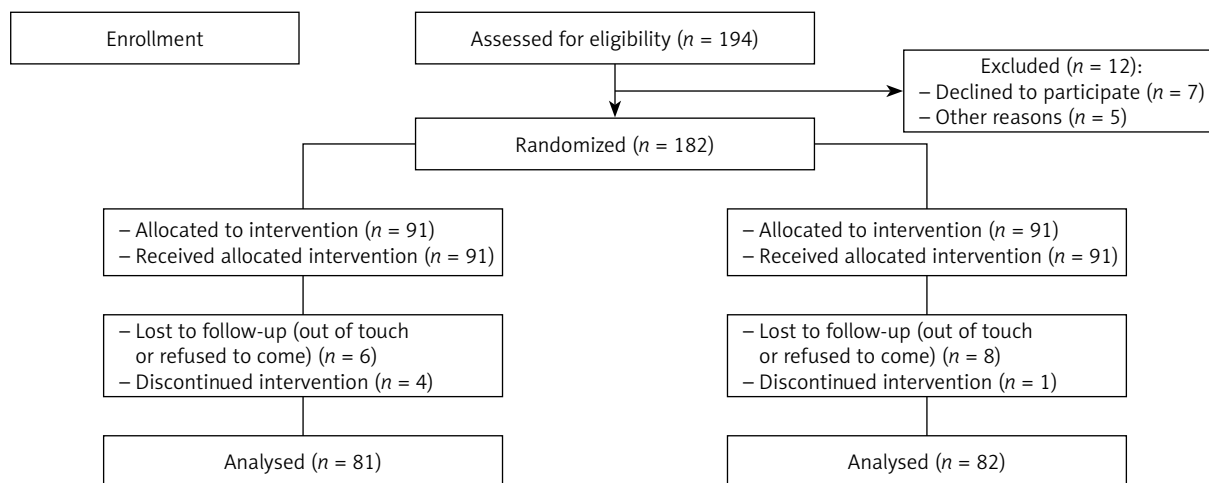 Enrollment
Assessed for eligibility (n = 194)
Excluded (n = 12):
– Declined to participate (n = 7)
– Other reasons (n = 5)
Randomized (n = 182)
– Allocated to intervention (n = 91)
– Received allocated intervention (n = 91)
– Allocated to intervention (n = 91)
– Received allocated intervention (n = 91)
– Lost to follow-up (out of touch
or refused to come) (n = 6)
– Discontinued intervention (n = 4)
– Lost to follow-up (out of touch
or refused to come) (n = 8)
– Discontinued intervention (n = 1)
Analysed (n = 81)
Analysed (n = 82)